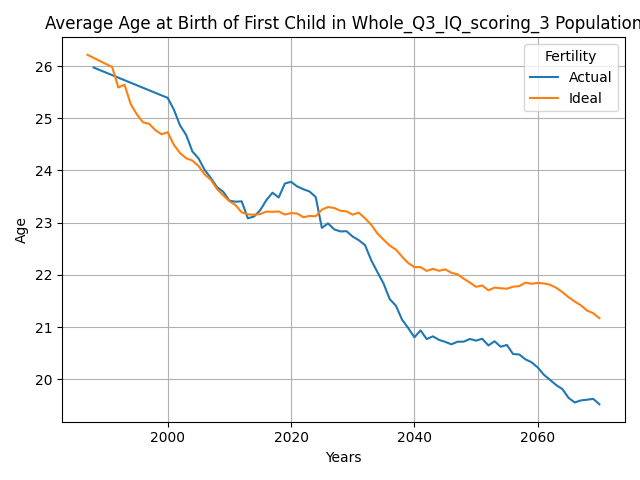 Average Age at Birth of First Child in Whole_Q3_IQ_scoring_3 Population
Fertility
Actual
Ideal
26
25
24
23
22
21
20
Age
2000
2020
2040
2060
Years